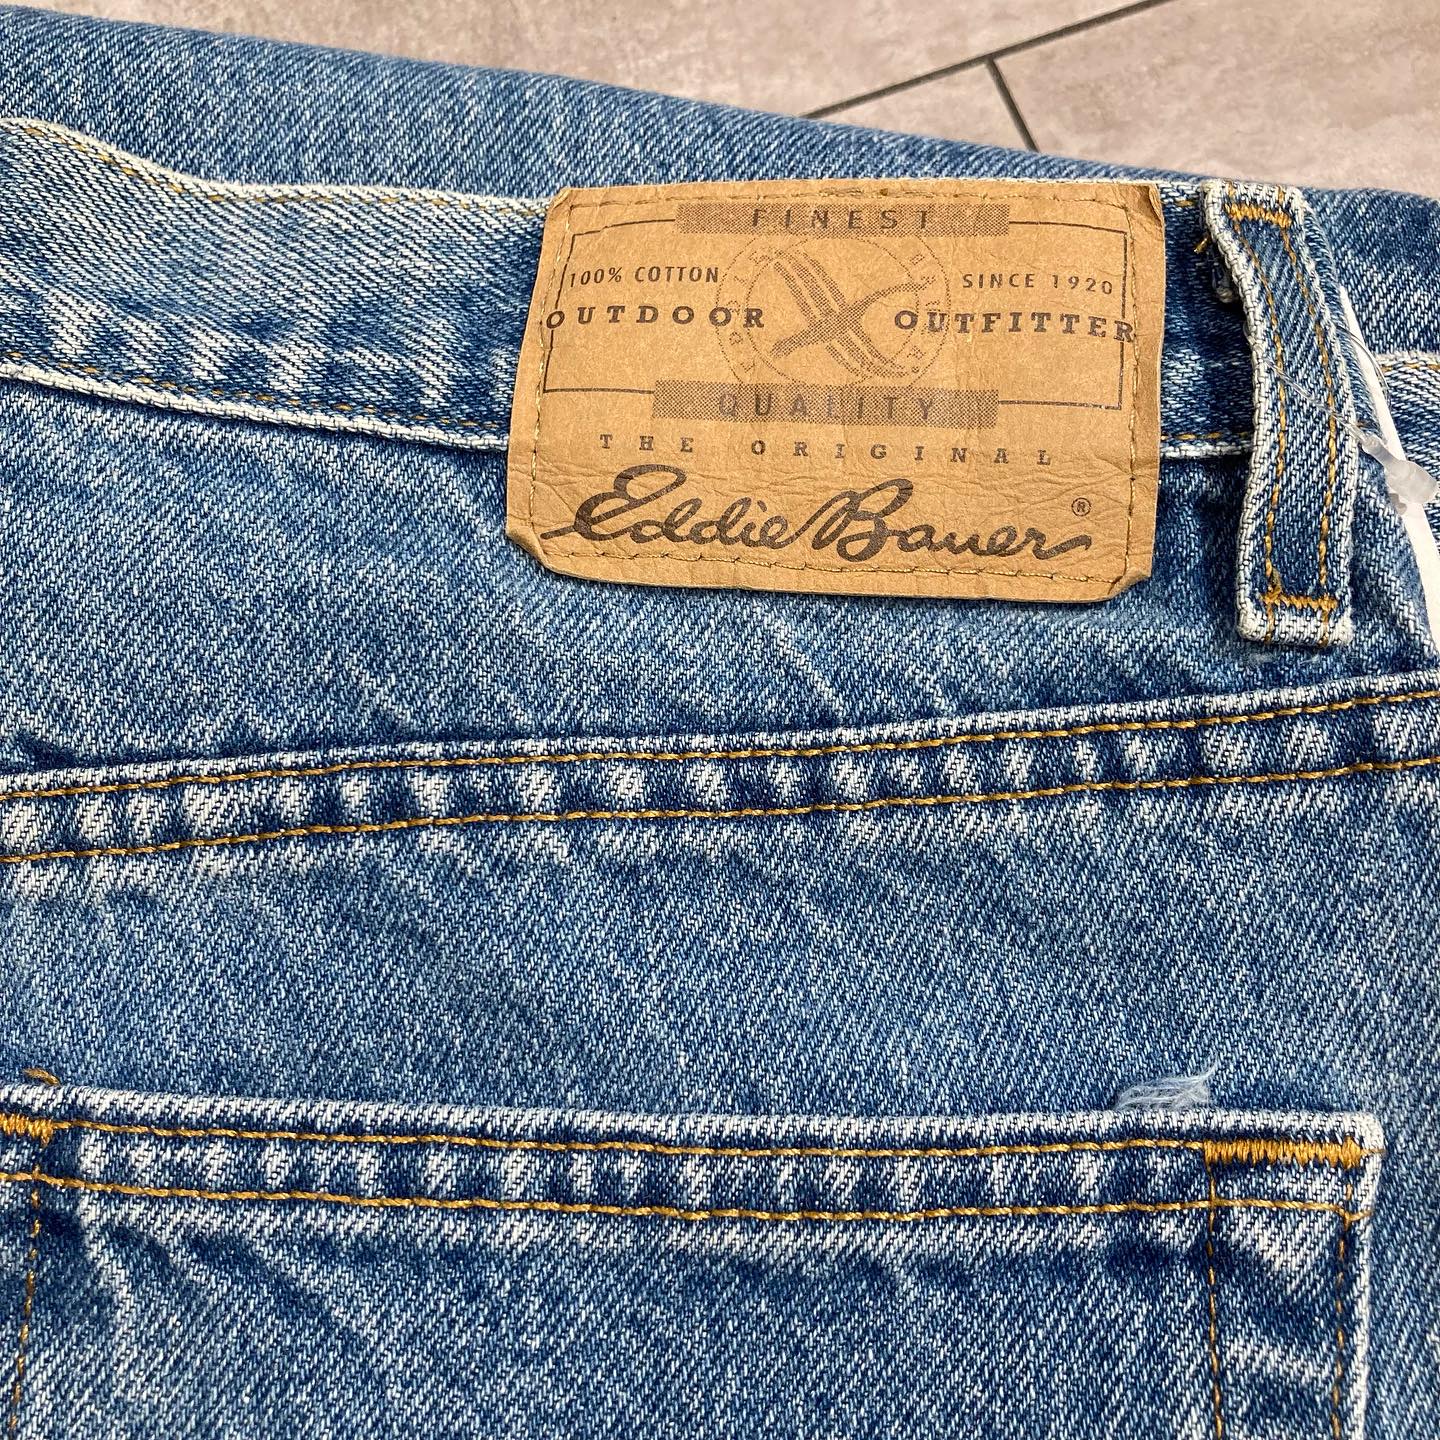 FINEST
100% COTTON SINCE 1920
OUTDOOR OUTFITTER
QUALITY
THE ORIGINAL
Eddie Bauer ®